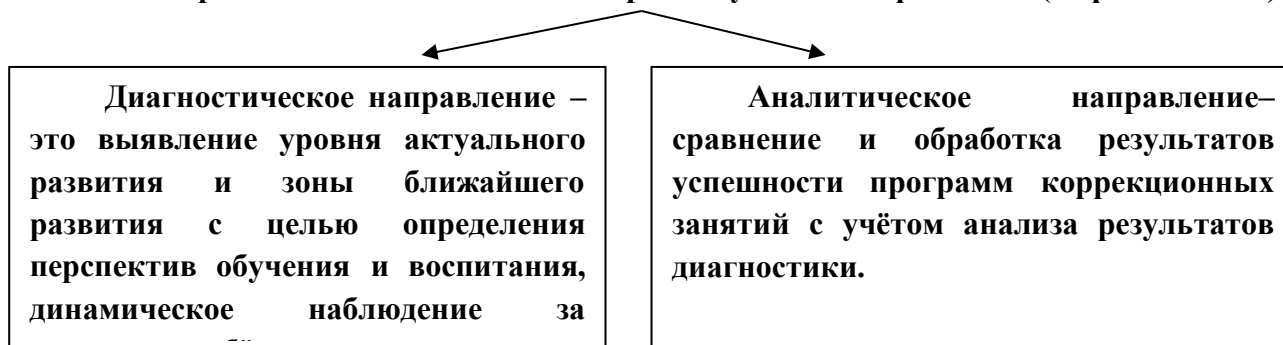 Диагностическое направление –
это выявление уровня актуального
развития и зоны ближайшего
развития с целью определения
перспектив обучения и воспитания,
динамическое наблюдение за
Аналитическое направление–
сравнение и обработка результатов
успешности программ коррекционных
занятий с учётом анализа результатов
диагностики.